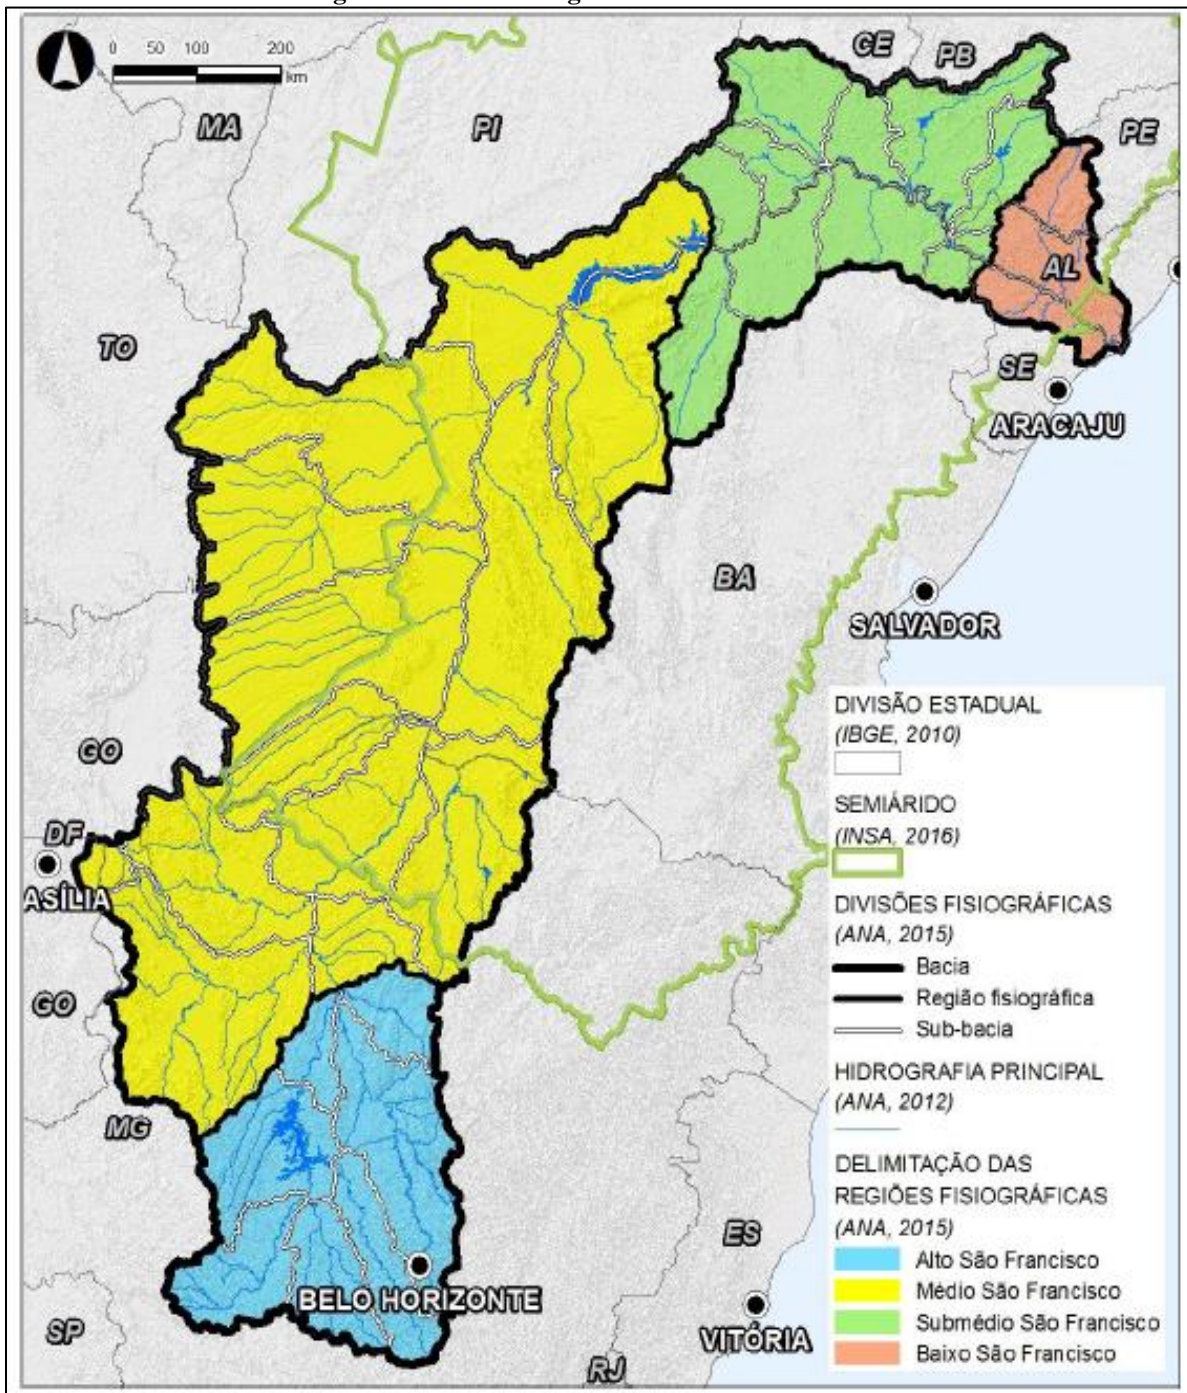 0 50 100 200
km
CE
PB
MA
PI
PE
AL
TO
SE
ARACAJU
BA
SALVADOR
GO
DF
ASÍLIA
GO
MG
BELO HORIZONTE
ES
SP
VITÓRIA
RJ
DIVISÃO ESTADUAL
(IBGE, 2010)
SEMIÁRIDO
(INSA, 2016)
DIVISÕES FISIOGRÁFICAS
(ANA, 2015)
Bacia
Região fisiográfica
Sub-bacia
HIDROGRAFIA PRINCIPAL
(ANA, 2012)
DELIMITAÇÃO DAS
REGIÕES FISIOGRÁFICAS
(ANA, 2015)
Alto São Francisco
Médio São Francisco
Submédio São Francisco
Baixo São Francisco